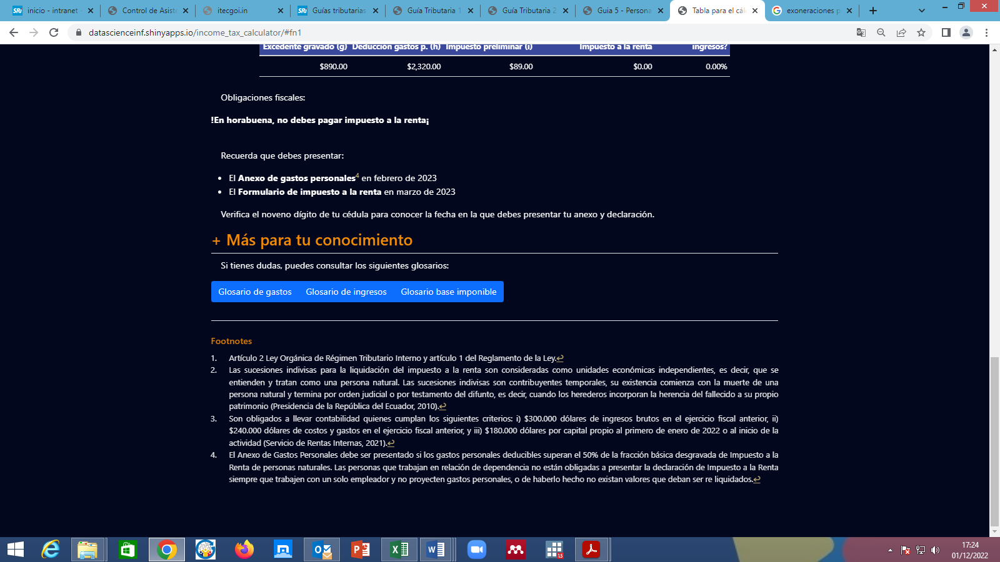 inicio - intranet
Control de Asiste
itecgoi.in
Guías tributarias
Guía Tributaria 1
Guía Tributaria 2
Guia 5 - Persona
Tabla para el cál
exoneraciones p
datascienceinf.shinyapps.io/income_tax_calculator/#fn1
Excedente gravado (g) Deducción gastos p. (h) Impuesto preliminar (i) Impuesto a la renta ingresos?
$890.00 $2,320.00 $89.00 $0.00 0.00%
Obligaciones fiscales:
!En horabuena, no debes pagar impuesto a la renta¡
Recuerda que debes presentar:
• El Anexo de gastos personales4 en febrero de 2023
• El Formulario de impuesto a la renta en marzo de 2023
Verifica el noveno dígito de tu cédula para conocer la fecha en la que debes presentar tu anexo y declaración.
+ Más para tu conocimiento
Si tienes dudas, puedes consultar los siguientes glosarios:
Glosario de gastos Glosario de ingresos Glosario base imponible
Footnotes
1. Artículo 2 Ley Orgánica de Régimen Tributario Interno y artículo 1 del Reglamento de la Ley.↩
2. Las sucesiones indivisas para la liquidación del impuesto a la renta son consideradas como unidades económicas independientes, es decir, que se
entienden y tratan como una persona natural. Las sucesiones indivisas son contribuyentes temporales, su existencia comienza con la muerte de una
persona natural y termina por orden judicial o por testamento del difunto, es decir, cuando los herederos incorporan la herencia del fallecido a su propio
patrimonio (Presidencia de la República del Ecuador, 2010).↩
3. Son obligados a llevar contabilidad quienes cumplan los siguientes criterios: i) $300.000 dólares de ingresos brutos en el ejercicio fiscal anterior, ii)
$240.000 dólares de costos y gastos en el ejercicio fiscal anterior, y iii) $180.000 dólares por capital propio al primero de enero de 2022 o al inicio de la
actividad (Servicio de Rentas Internas, 2021).↩
4. El Anexo de Gastos Personales debe ser presentado si los gastos personales deducibles superan el 50% de la fracción básica desgravada de Impuesto a la
Renta de personas naturales. Las personas que trabajan en relación de dependencia no están obligadas a presentar la declaración de Impuesto a la Renta
siempre que trabajen con un solo empleador y no proyecten gastos personales, o de haberlo hecho no existan valores que deban ser re liquidados.↩
17:24
01/12/2022